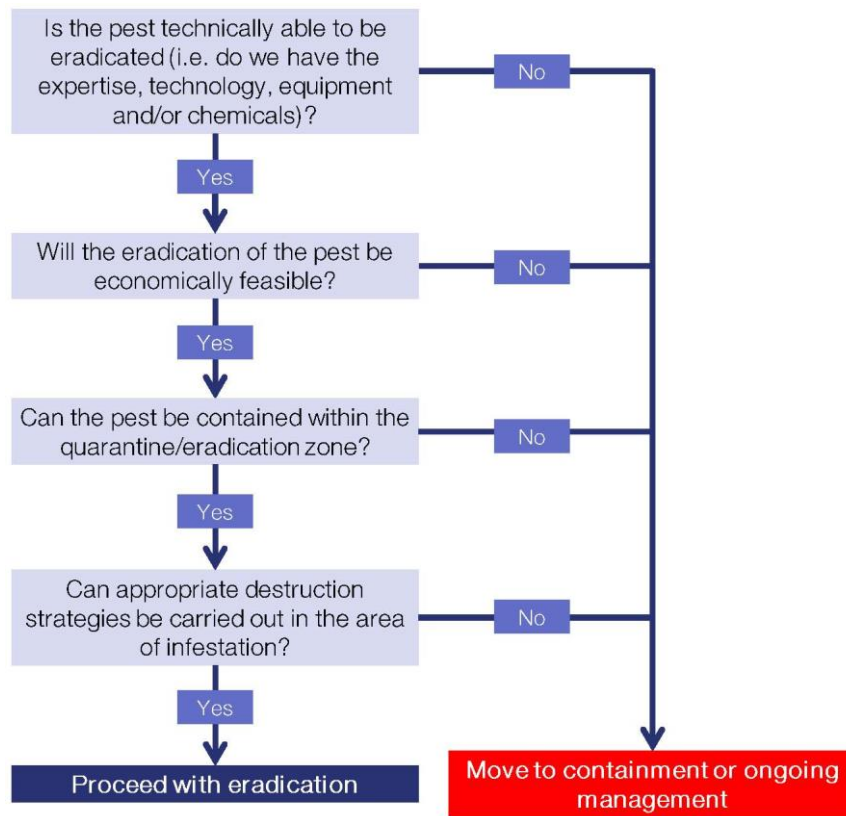 Is the pest technically able to be
eradicated (i.e. do we have the
expertise, technology, equipment
and/or chemicals)?
No
Yes
Will the eradication of the pest be
economically feasible?
No
Yes
Can the pest be contained within the
quarantine/eradication zone?
No
Yes
Can appropriate destruction
strategies be carried out in the area
of infestation?
No
Yes
Proceed with eradication
Move to containment or ongoing
management